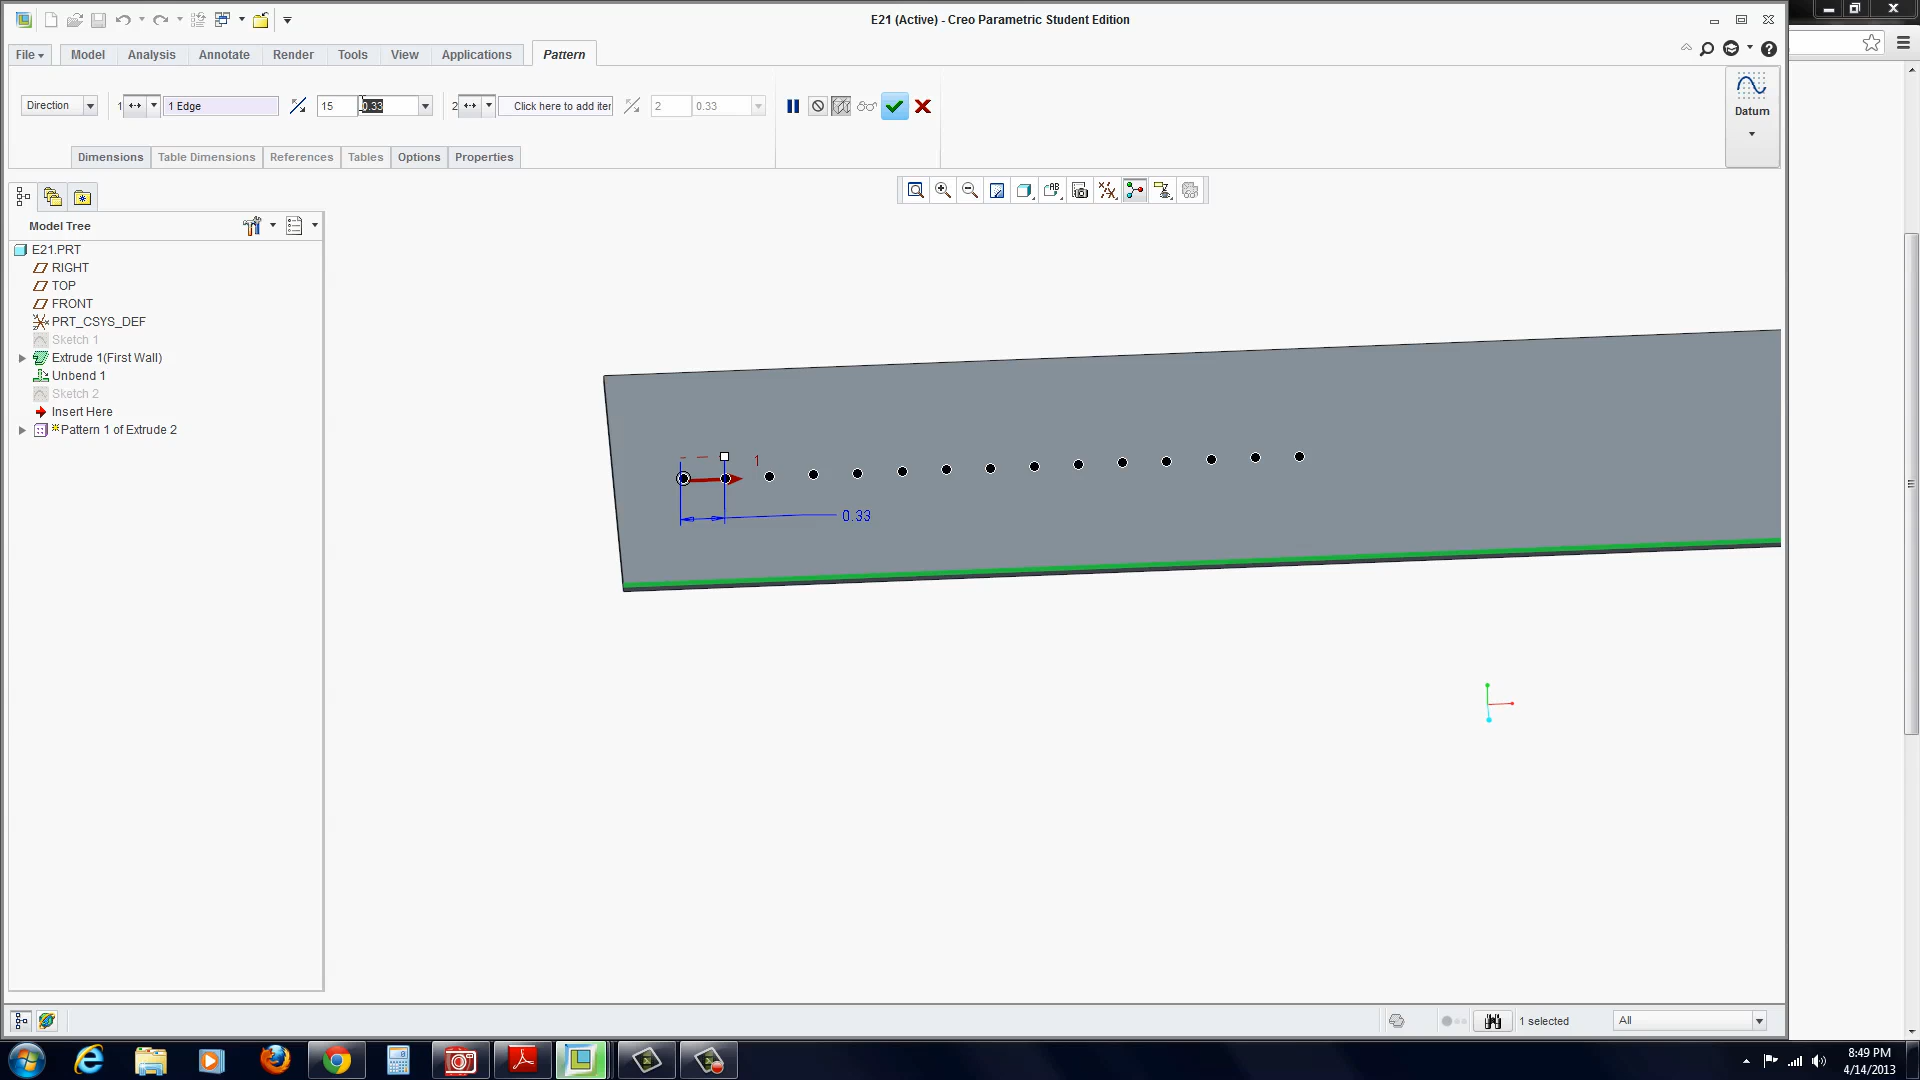 E21 (Active) - Creo Parametric Student Edition
File Model Analysis Annotate Render Tools View Applications Pattern
Direction 1 1 Edge 15 0.33 2 Click here to add iter 2 0.33
Datum
Dimensions Table Dimensions References Tables Options Properties
Model Tree
E21.PRT
RIGHT
TOP
FRONT
PRT_CSYS_DEF
Sketch 1
Extrude 1(First Wall)
Unbend 1
Sketch 2
Insert Here
Pattern 1 of Extrude 2
1
0.33
1 selected All
8:49 PM
4/14/2013